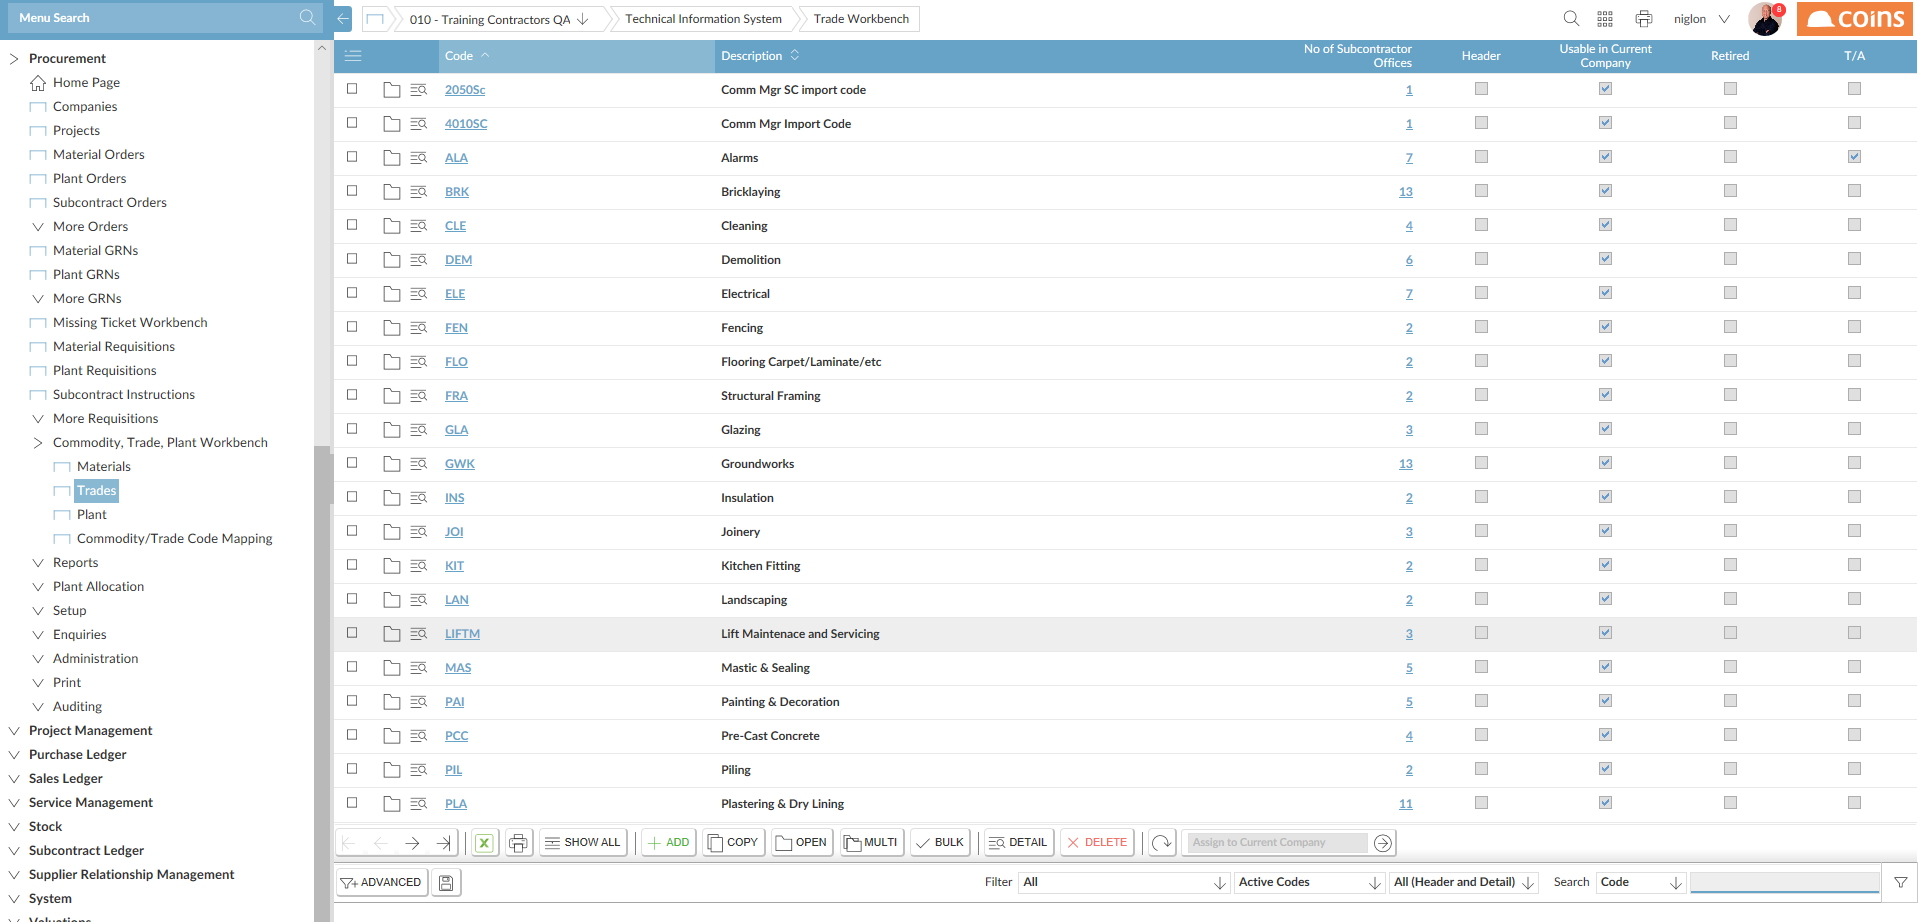 Menu Search
010 - Training Contractors QA
Technical Information System
Trade Workbench
niglon
8
coins
Procurement
Home Page
Companies
Projects
Material Orders
Plant Orders
Subcontract Orders
More Orders
Material GRNs
Plant GRNs
More GRNs
Missing Ticket Workbench
Material Requisitions
Plant Requisitions
Subcontract Instructions
More Requisitions
Commodity, Trade, Plant Workbench
Materials
Trades
Plant
Commodity/Trade Code Mapping
Reports
Plant Allocation
Setup
Enquiries
Administration
Print
Auditing
Project Management
Purchase Ledger
Sales Ledger
Service Management
Stock
Subcontract Ledger
Supplier Relationship Management
System
Valuations
Code Description No of Subcontractor Offices Header Usable in Current Company Retired T/A
2050Sc Comm Mgr SC import code 1
4010SC Comm Mgr Import Code 1
ALA Alarms 7
BRK Bricklaying 13
CLE Cleaning 4
DEM Demolition 6
ELE Electrical 7
FEN Fencing 2
FLO Flooring Carpet/Laminate/etc 2
FRA Structural Framing 2
GLA Glazing 3
GWK Groundworks 13
INS Insulation 2
JOI Joinery 3
KIT Kitchen Fitting 2
LAN Landscaping 2
LIFTM Lift Maintenace and Servicing 3
MAS Mastic & Sealing 5
PAI Painting & Decoration 5
PCC Pre-Cast Concrete 4
PIL Piling 2
PLA Plastering & Dry Lining 11
SHOW ALL ADD COPY OPEN MULTI BULK DETAIL DELETE Assign to Current Company
ADVANCED Filter All Active Codes All (Header and Detail) Search Code